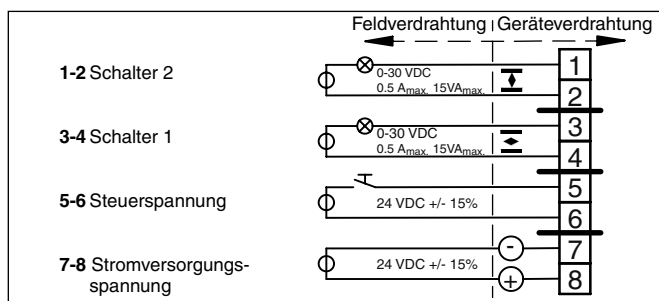 Feldverdrahtung Geräteverdrahtung
1-2 Schalter 2
0-30 VDC
0.5 Amax. 15VAmax.
1
2
3-4 Schalter 1
0-30 VDC
0.5 Amax. 15VAmax.
3
4
5-6 Steuerspannung
24 VDC +/- 15%
5
6
7-8 Stromversorgungs-
spannung
24 VDC +/- 15%
-
+
7
8